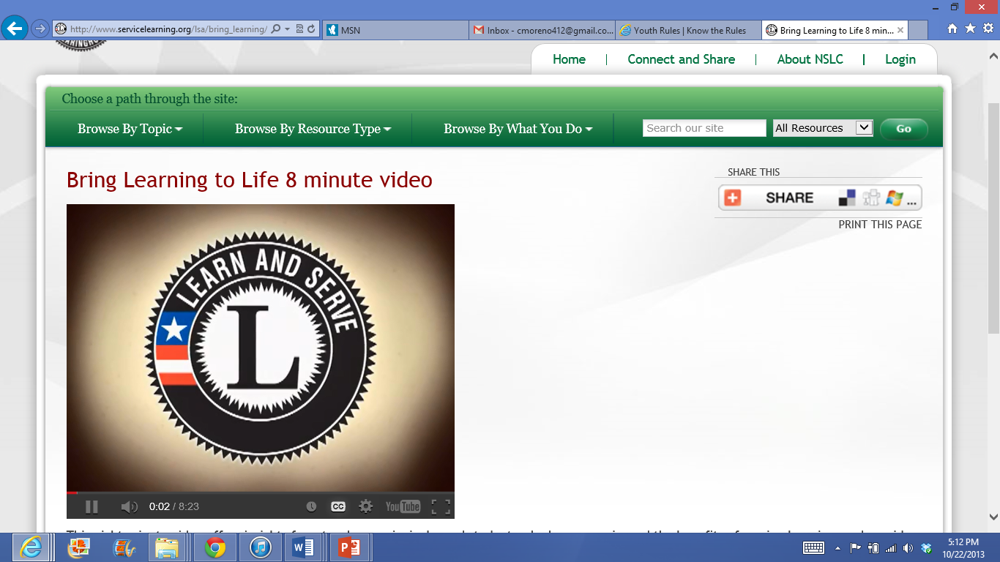 http://www.servicelearning.org/lsa/bring_learning/
MSN
Inbox - cmoreno412@gmail.co...
Youth Rules | Know the Rules
Bring Learning to Life 8 min...
Home | Connect and Share | About NSLC | Login
Choose a path through the site:
Browse By Topic
Browse By Resource Type
Browse By What You Do
Search our site
All Resources
Go
Bring Learning to Life 8 minute video
SHARE THIS
SHARE ...
PRINT THIS PAGE
LEARN AND SERVE
L
0:02 / 8:23
CC
YouTube
5:12 PM
10/22/2013